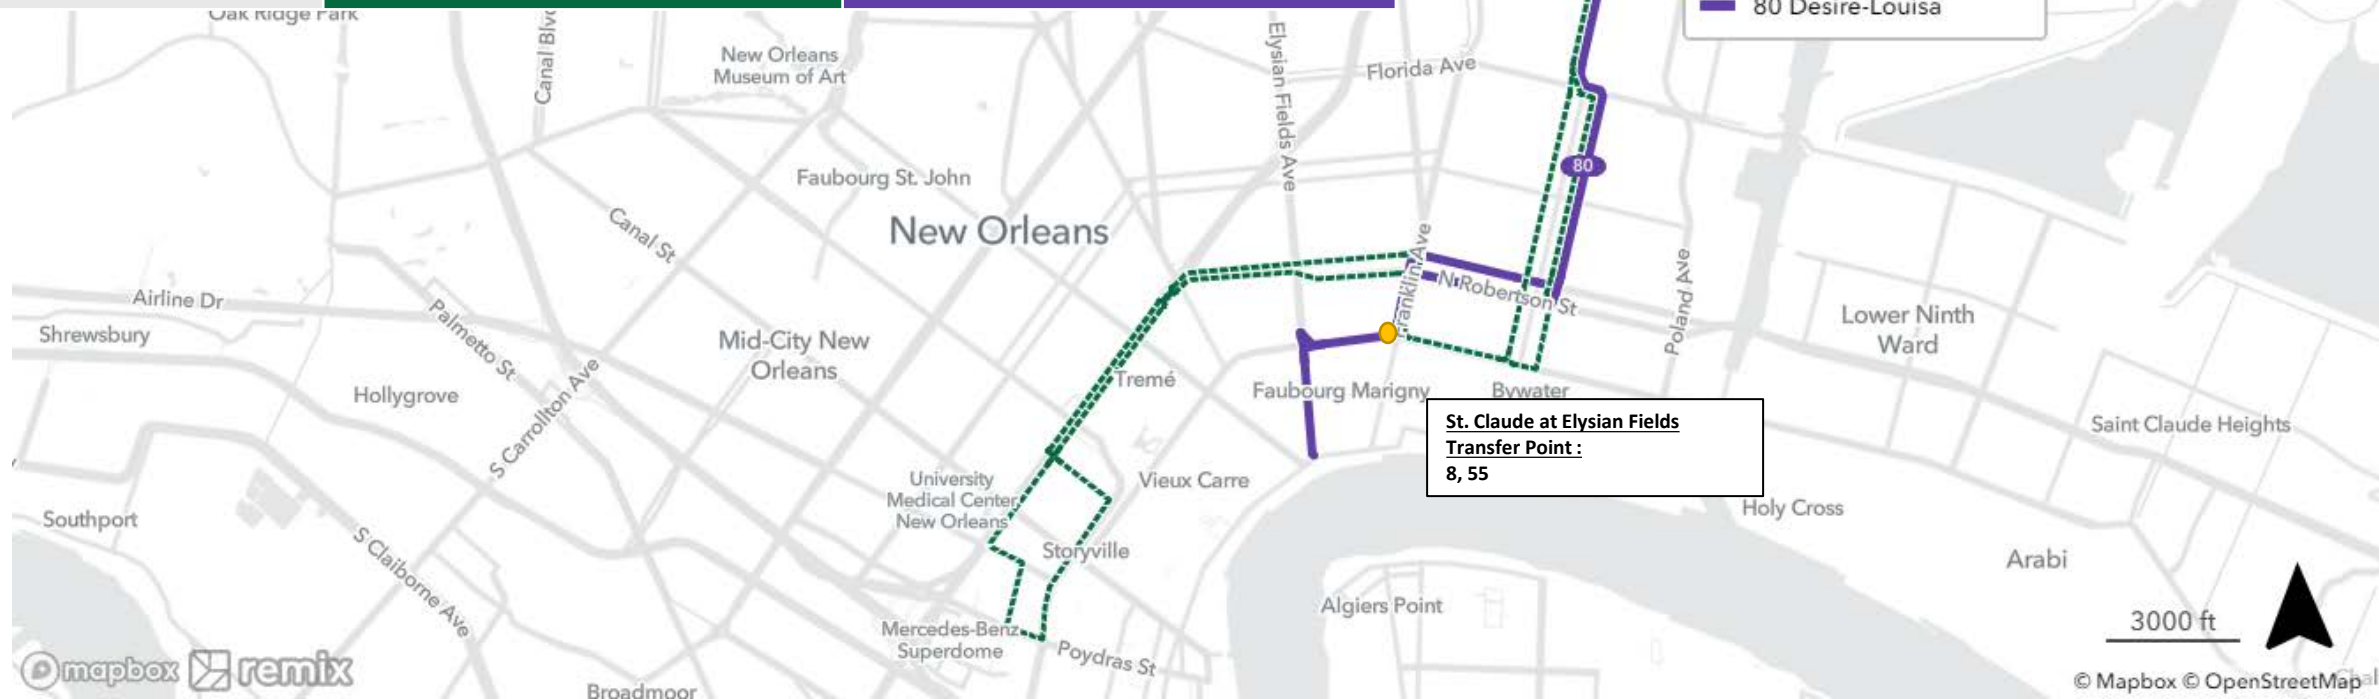 Oak Ridge Park
80 Desire-Louisa
Canal Blvd
New Orleans
Museum of Art
Elysian Fields Ave
Florida Ave
80
Faubourg St. John
New Orleans
Canal St
Franklin Ave
N Robertson St
Poland Ave
Airline Dr
Shrewsbury
Palmetto St
Mid-City New
Orleans
Lower Ninth
Ward
Hollygrove
S Carrollton Ave
Tremé
Faubourg Marigny
Bywater
St. Claude at Elysian Fields
Transfer Point :
8, 55
Saint Claude Heights
University
Medical Center
New Orleans
Vieux Carre
Southport
S Claiborne Ave
Storyville
Holy Cross
Arabi
Algiers Point
Mercedes-Benz
Superdome
Poydras St
3000 ft
mapbox remix
Broadmoor
© Mapbox © OpenStreetMap